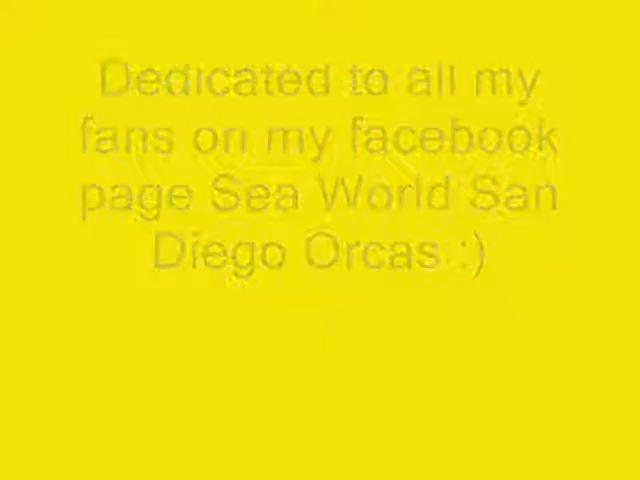 Dedicated to all my
fans on my facebook
page Sea World San
Diego Orcas :)